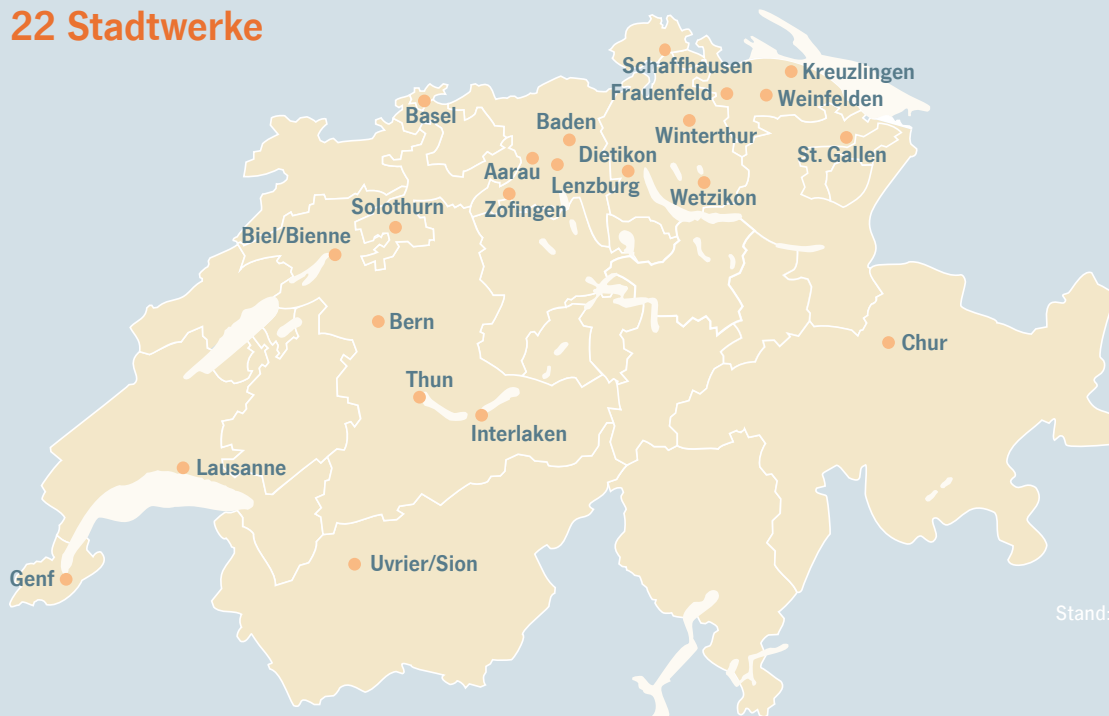 22 Stadtwerke
Schaffhausen
Kreuzlingen
Frauenfeld
Weinfelden
Basel
Baden
Winterthur
Dietikon
St. Gallen
Aarau
Lenzburg
Wetzikon
Solothurn
Zofingen
Biel/Bienne
Bern
Chur
Thun
Interlaken
Lausanne
Uvrier/Sion
Genf
Stand: